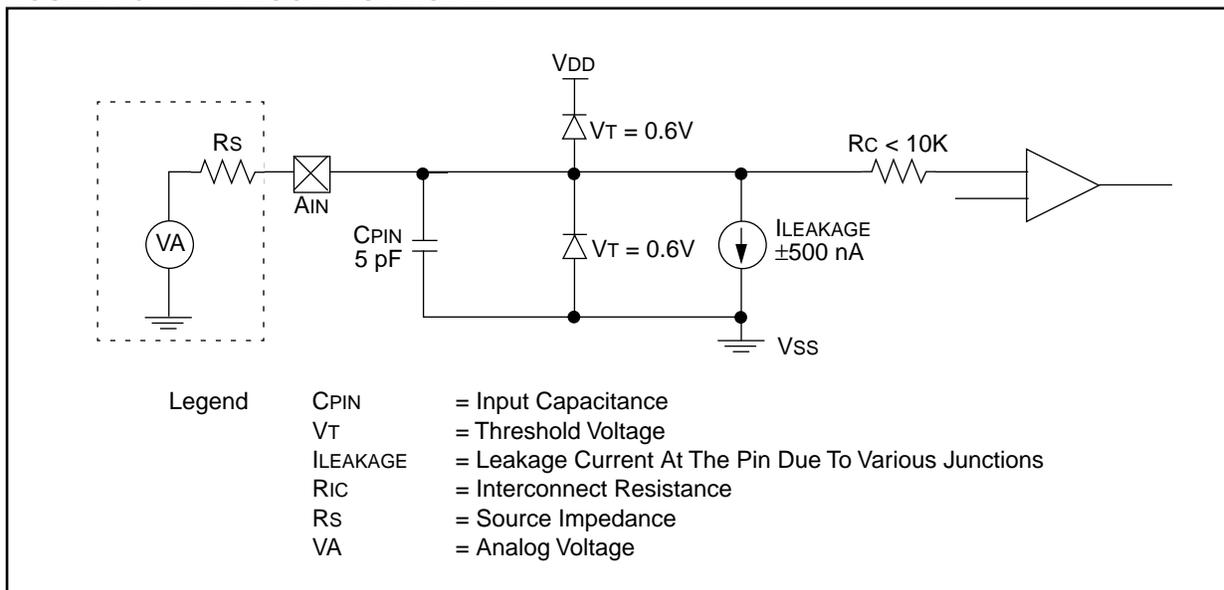 VDD
VT = 0.6V
RS
RC < 10K
AIN
CPIN
5 pF
VA
VT = 0.6V
ILEAKAGE
±500 nA
VSS
Legend CPIN = Input Capacitance
VT = Threshold Voltage
ILEAKAGE = Leakage Current At The Pin Due To Various Junctions
RIC = Interconnect Resistance
RS = Source Impedance
VA = Analog Voltage